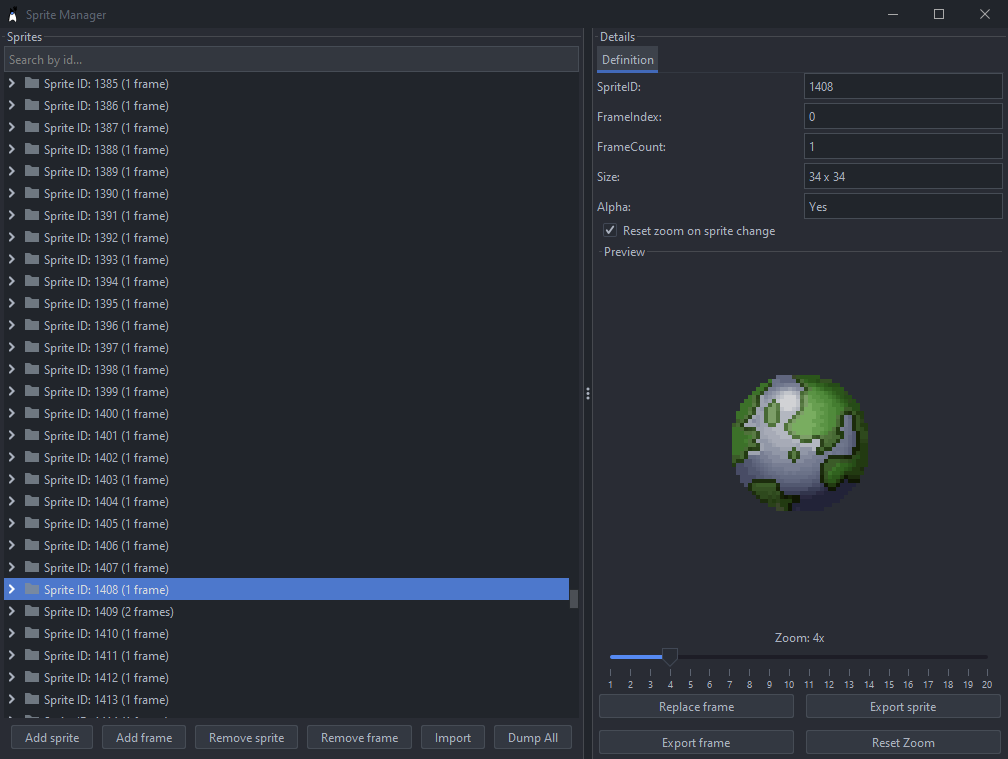 Sprite Manager
Sprites
Search by id...
Sprite ID: 1385 (1 frame)
Sprite ID: 1386 (1 frame)
Sprite ID: 1387 (1 frame)
Sprite ID: 1388 (1 frame)
Sprite ID: 1389 (1 frame)
Sprite ID: 1390 (1 frame)
Sprite ID: 1391 (1 frame)
Sprite ID: 1392 (1 frame)
Sprite ID: 1393 (1 frame)
Sprite ID: 1394 (1 frame)
Sprite ID: 1395 (1 frame)
Sprite ID: 1396 (1 frame)
Sprite ID: 1397 (1 frame)
Sprite ID: 1398 (1 frame)
Sprite ID: 1399 (1 frame)
Sprite ID: 1400 (1 frame)
Sprite ID: 1401 (1 frame)
Sprite ID: 1402 (1 frame)
Sprite ID: 1403 (1 frame)
Sprite ID: 1404 (1 frame)
Sprite ID: 1405 (1 frame)
Sprite ID: 1406 (1 frame)
Sprite ID: 1407 (1 frame)
Sprite ID: 1408 (1 frame)
Sprite ID: 1409 (2 frames)
Sprite ID: 1410 (1 frame)
Sprite ID: 1411 (1 frame)
Sprite ID: 1412 (1 frame)
Sprite ID: 1413 (1 frame)
Add sprite Add frame Remove sprite Remove frame Import Dump All
Details
Definition
SpriteID: 1408
FrameIndex: 0
FrameCount: 1
Size: 34 x 34
Alpha: Yes
Reset zoom on sprite change
Preview
Zoom: 4x
1 2 3 4 5 6 7 8 9 10 11 12 13 14 15 16 17 18 19 20
Replace frame Export sprite
Export frame Reset Zoom